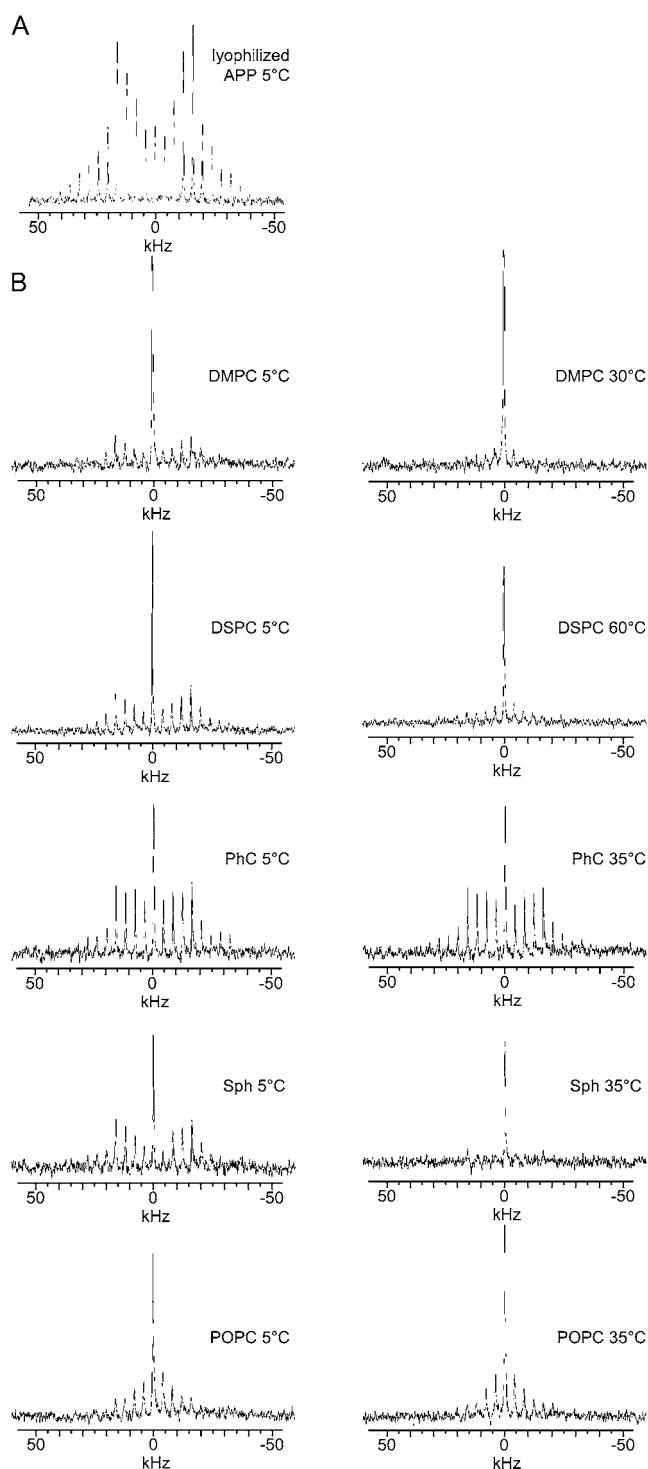 A
lyophilized
APP 5°C
50 0 -50
kHz
B
DMPC 5°C
50 0 -50
kHz
DMPC 30°C
50 0 -50
kHz
DSPC 5°C
50 0 -50
kHz
DSPC 60°C
50 0 -50
kHz
PhC 5°C
50 0 -50
kHz
PhC 35°C
50 0 -50
kHz
Sph 5°C
50 0 -50
kHz
Sph 35°C
50 0 -50
kHz
POPC 5°C
50 0 -50
kHz
POPC 35°C
50 0 -50
kHz